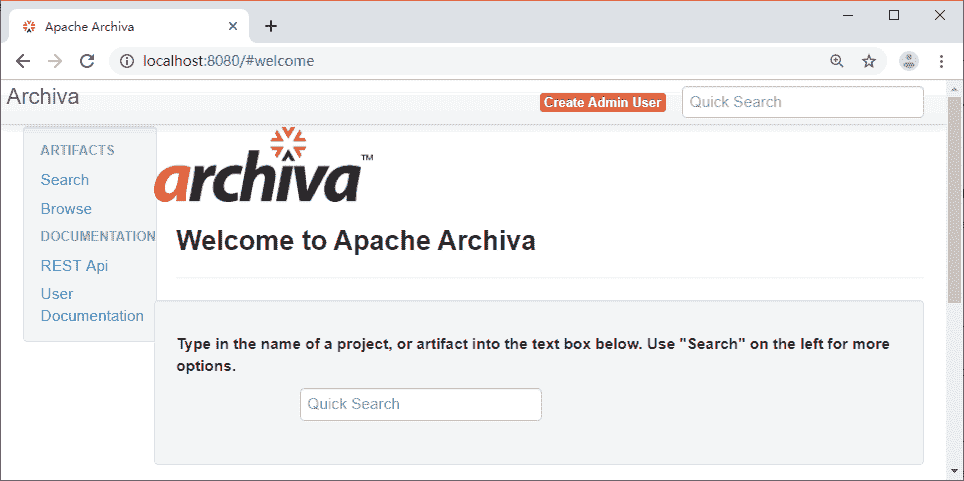 Apache Archiva
localhost:8080/#welcome
Archiva
Create Admin User
Quick Search
ARTIFACTS
Search
Browse
DOCUMENTATION
REST Api
User
Documentation
archiva™
Welcome to Apache Archiva
Type in the name of a project, or artifact into the text box below. Use "Search" on the left for more
options.
Quick Search